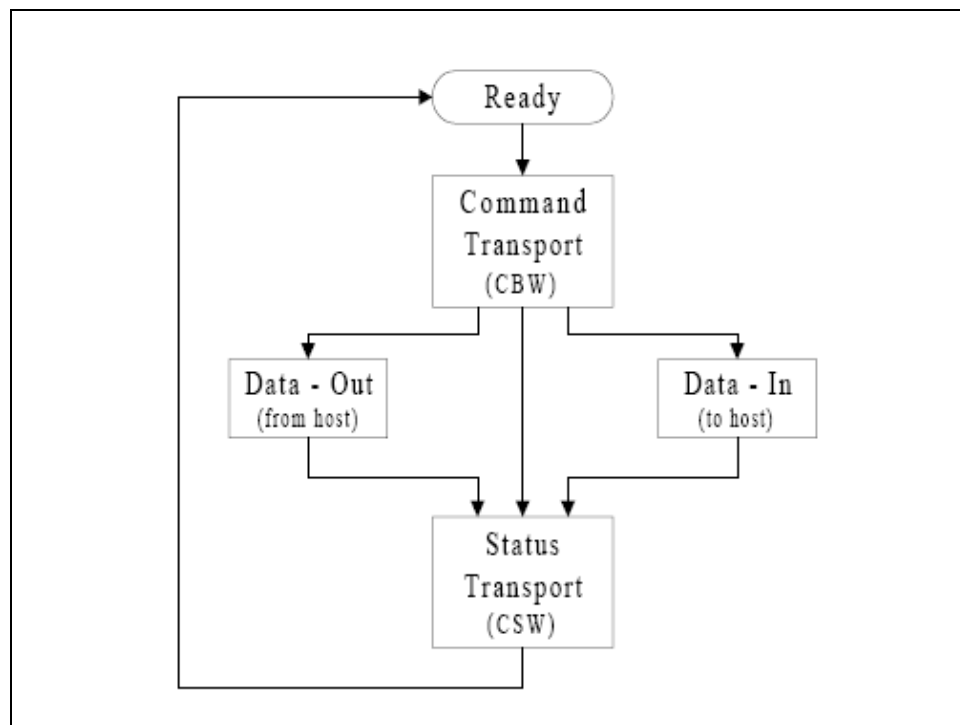 Ready
Command
Transport
(CBW)
Data - Out
(from host)
Data - In
(to host)
Status
Transport
(CSW)